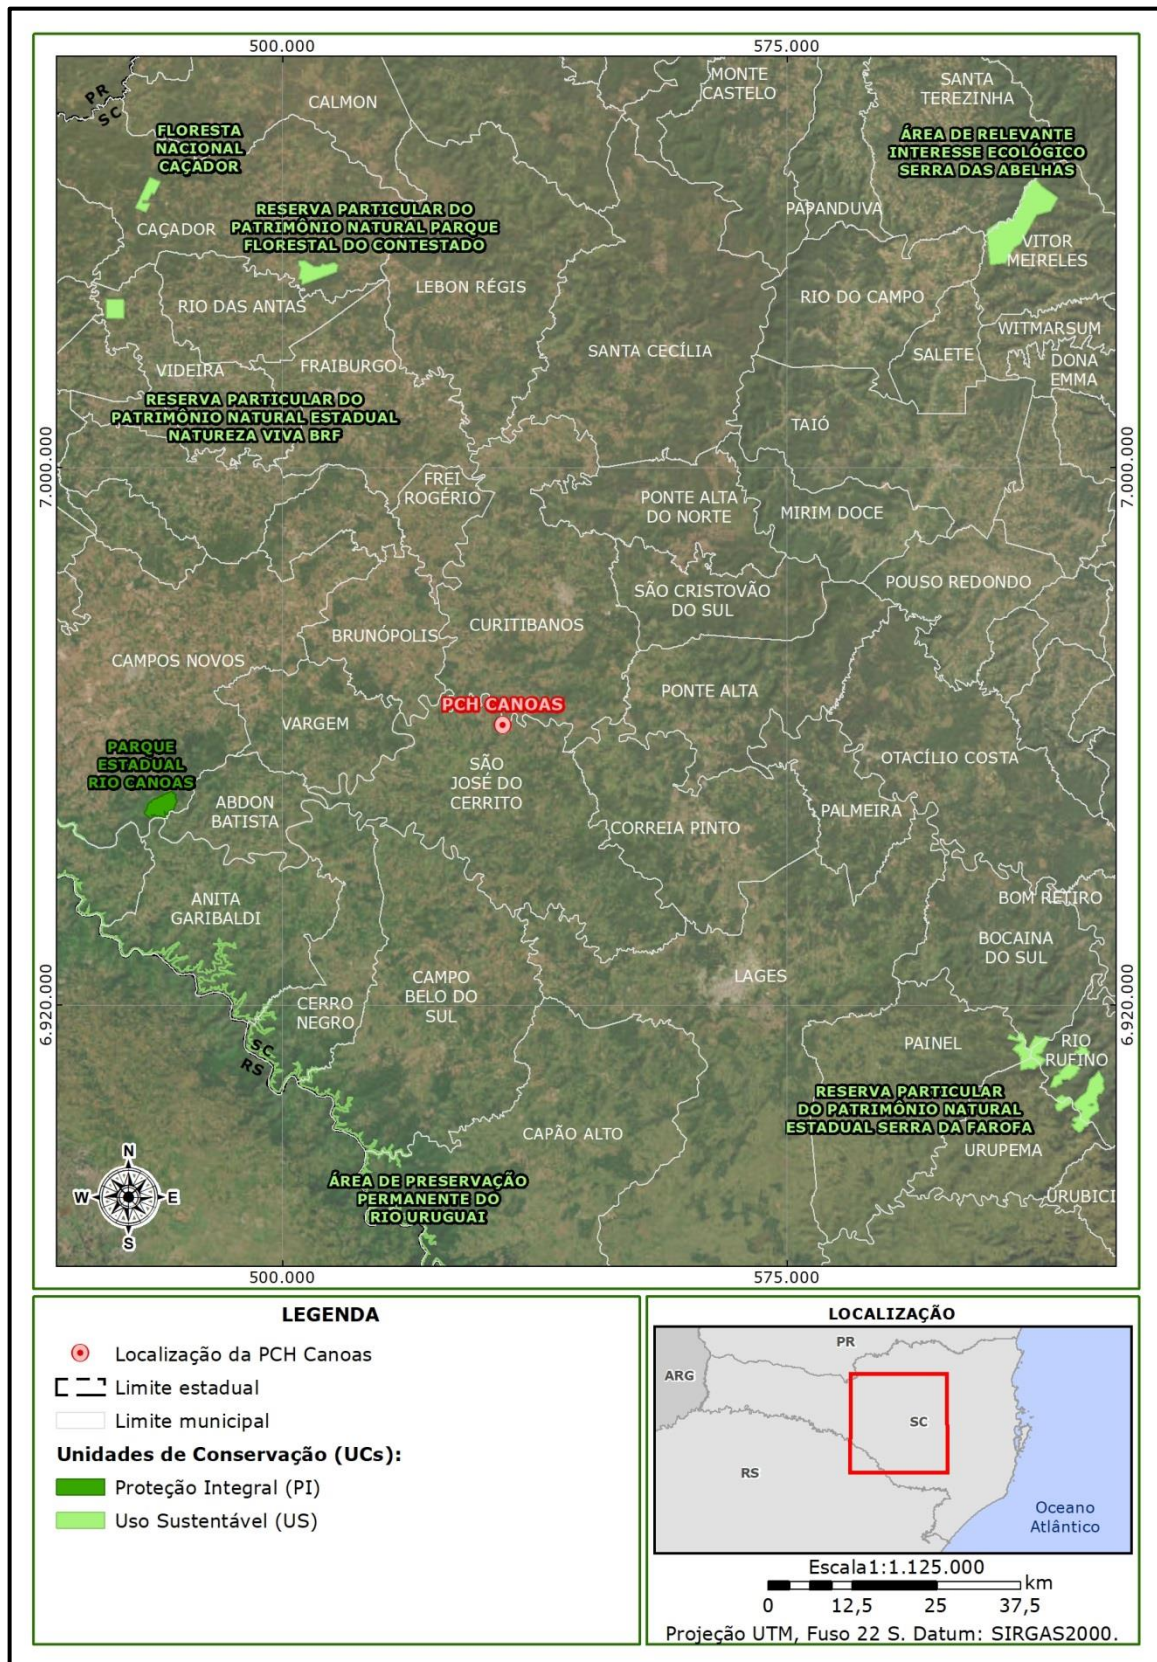 500.000
575.000
PR
SC
CALMON
MONTE
CASTELO
SANTA
TEREZINHA
FLORESTA
NACIONAL
CAÇADOR
ÁREA DE RELEVANTE
INTERESSE ECOLÓGICO
SERRA DAS ABELHAS
RESERVA PARTICULAR DO
PATRIMÔNIO NATURAL PARQUE
FLORESTAL DO CONTESTADO
CAÇADOR
PAPANDUVA
VITOR
MEIRELES
LEBON RÉGIS
RIO DAS ANTAS
RIO DO CAMPO
WITMARSUM
SANTA CECÍLIA
SALETE
DONA
EMMA
VIDEIRA
FRAIBURGO
RESERVA PARTICULAR DO
PATRIMÔNIO NATURAL ESTADUAL
NATUREZA VIVA BRF
TAIÓ
7.000.000
7.000.000
FREI
ROGÉRIO
PONTE ALTA
DO NORTE
MIRIM DOCE
SÃO CRISTOVÃO
DO SUL
POUSO REDONDO
BRUNÓPOLIS
CURITIBANOS
CAMPOS NOVOS
PONTE ALTA
PCH CANOAS
VARGEM
PARQUE
ESTADUAL
RIO CANOAS
SÃO
JOSÉ DO
CERRITO
OTACÍLIO COSTA
ABDON
BATISTA
CORREIA PINTO
PALMEIRA
ANITA
GARIBALDI
BOM RETIRO
BOCAINA
DO SUL
CAMPO
BELO DO
SUL
LAGES
6.920.000
6.920.000
CERRO
NEGRO
SC
RS
PAINEL
RIO
RUFINO
RESERVA PARTICULAR
DO PATRIMÔNIO NATURAL
ESTADUAL SERRA DA FAROFA
CAPÃO ALTO
URUPEMA
ÁREA DE PRESERVAÇÃO
PERMANENTE DO
RIO URUGUAI
URUBICI
N
W
E
S
500.000
575.000
LEGENDA
Localização da PCH Canoas
Limite estadual
Limite municipal
Unidades de Conservação (UCs):
Proteção Integral (PI)
Uso Sustentável (US)
LOCALIZAÇÃO
PR
ARG
SC
RS
Oceano
Atlântico
Escala1:1.125.000
km
0 12,5 25 37,5
Projeção UTM, Fuso 22 S. Datum: SIRGAS2000.